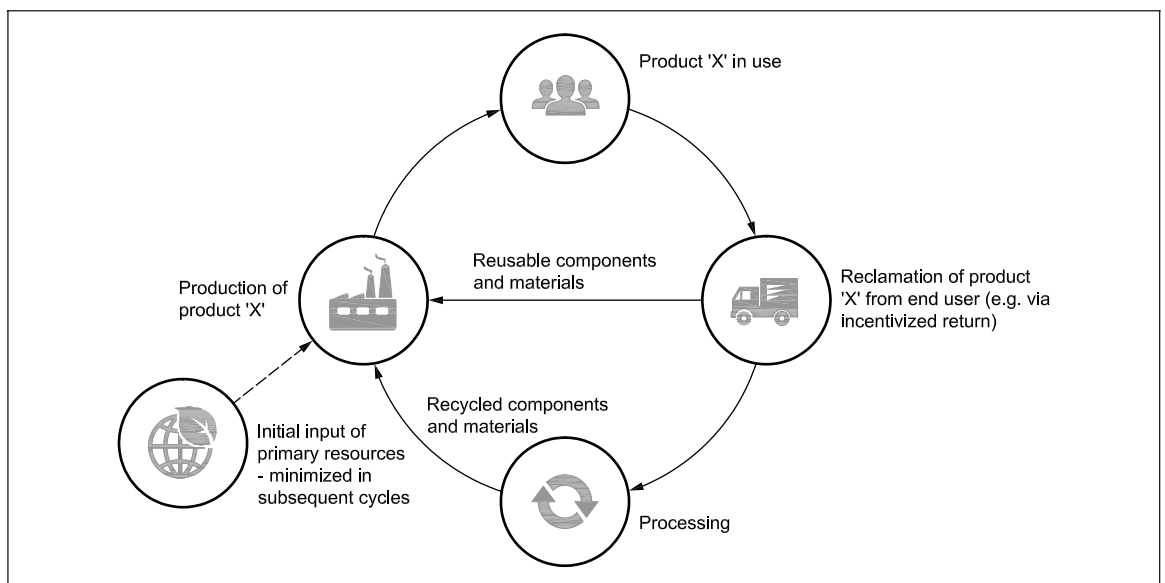 Product 'X' in use
Reusable components
and materials
Production of
product 'X'
Reclamation of product
'X' from end user (e.g. via
incentivized return)
Recycled components
and materials
Initial input of
primary resources
- minimized in
subsequent cycles
Processing